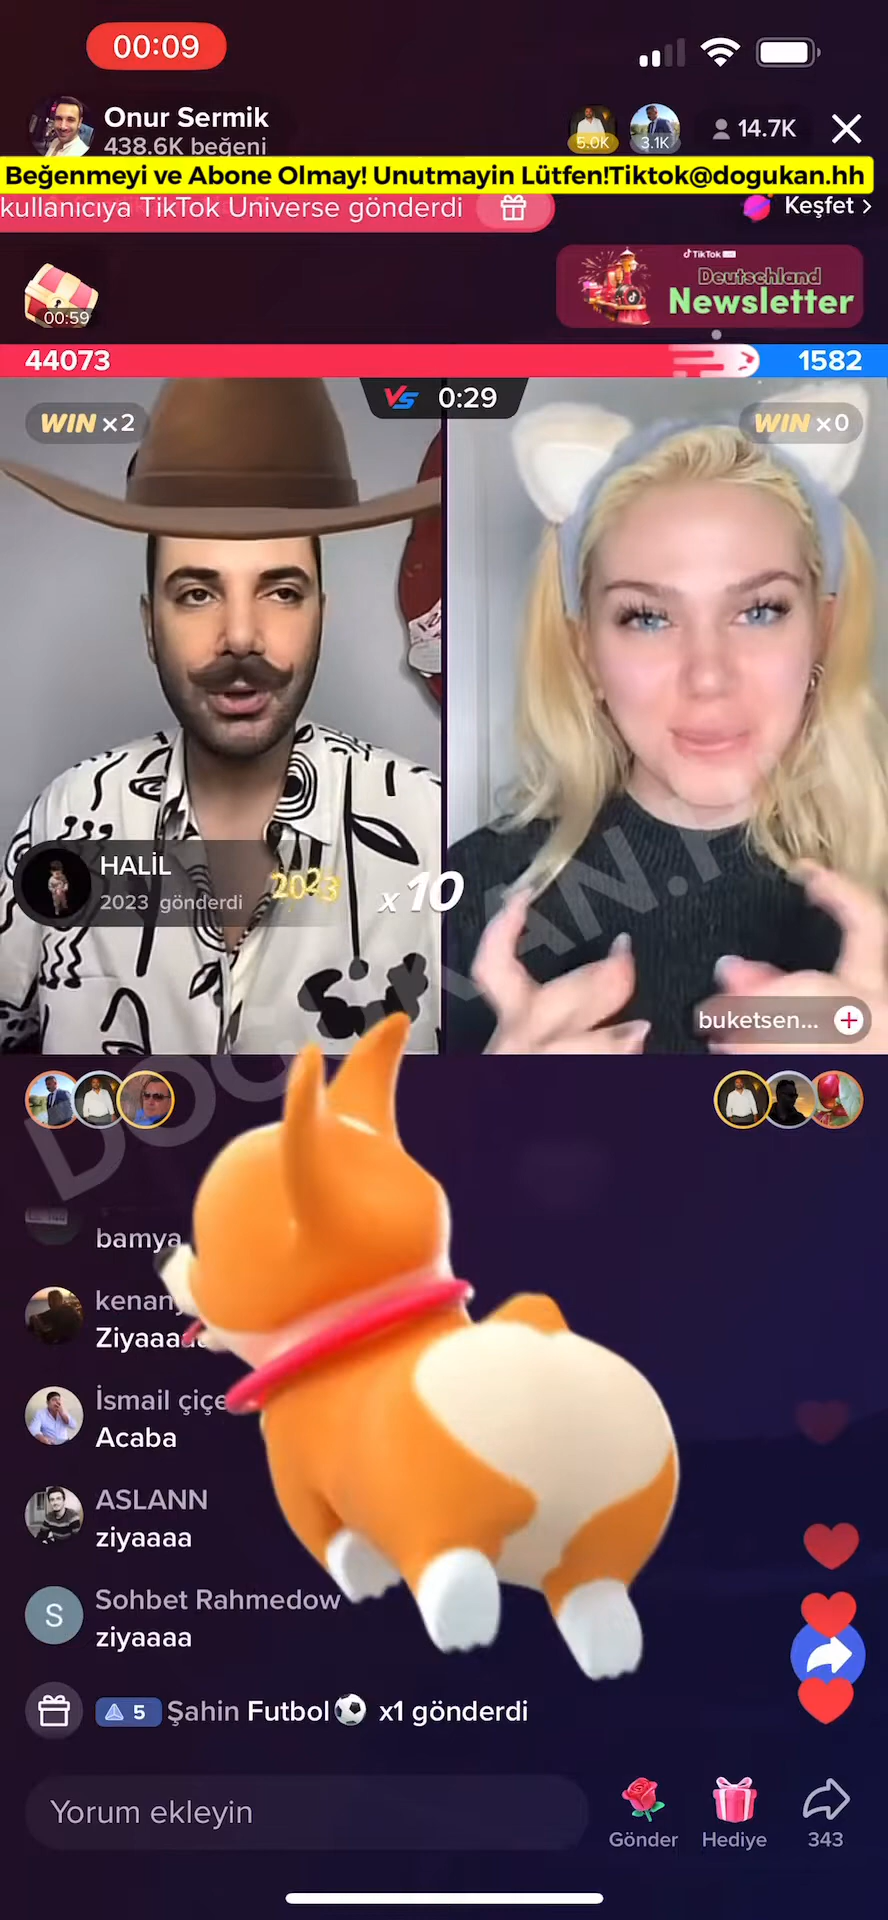 00:09
Onur Sermik
438.6K beğeni
5.0K
3.1K
14.7K
Beğenmeyi ve Abone Olmay! Unutmayin Lütfen!Tiktok@dogukan.hh
kullanıcıya TikTok Universe gönderdi
Keşfet >
00:59
TikTok
Deutschland
Newsletter
44073
1582
VS 0:29
WIN x2
WIN x0
HALİL
2023 gönderdi
2023
x10
buketsen...
bamya
kenan
Ziyaaa
İsmail çiçe
Acaba
ASLANN
ziyaaaa
Sohbet Rahmedow
S
ziyaaaa
5 Şahin Futbol x1 gönderdi
Yorum ekleyin
Gönder
Hediye
343